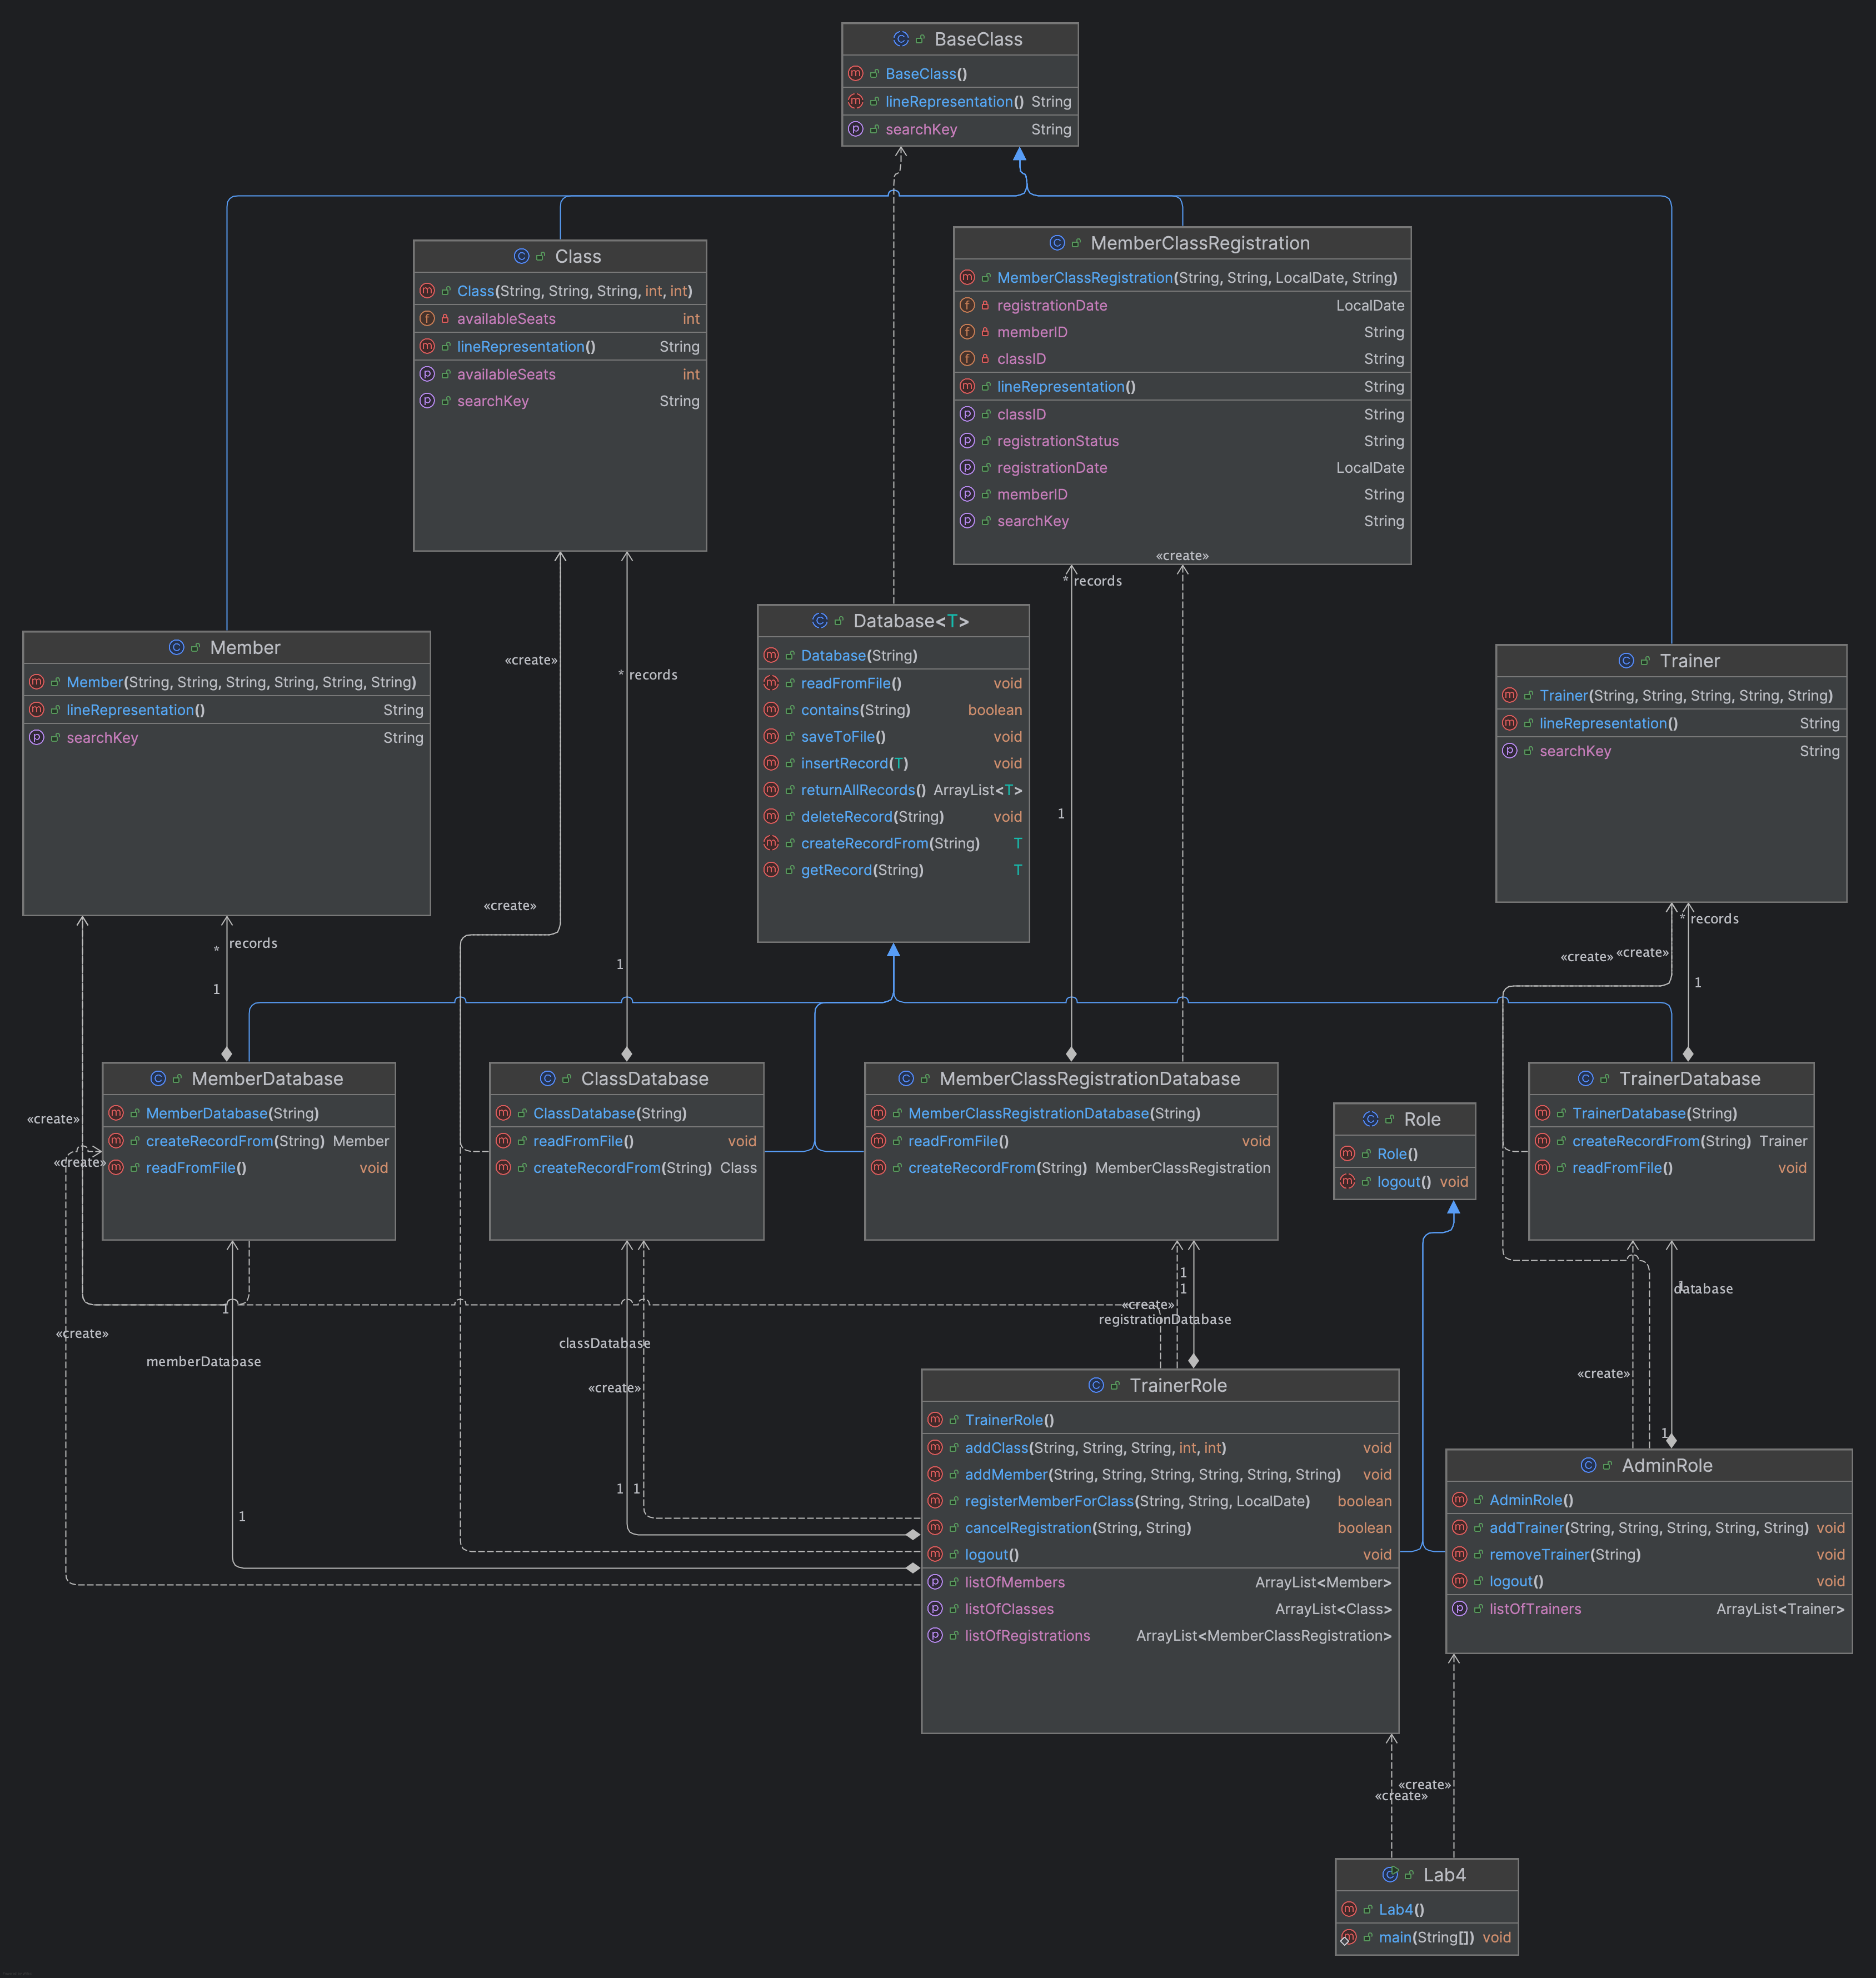 BaseClass
BaseClass()
lineRepresentation() String
searchKey String
Class
Class(String, String, String, int, int)
availableSeats int
lineRepresentation() String
availableSeats int
searchKey String
MemberClassRegistration
MemberClassRegistration(String, String, LocalDate, String)
registrationDate LocalDate
memberID String
classID String
lineRepresentation() String
classID String
registrationStatus String
registrationDate LocalDate
memberID String
searchKey String
«create»
* records
Database<T>
Database(String)
readFromFile() void
contains(String) boolean
saveToFile() void
insertRecord(T) void
returnAllRecords() ArrayList<T>
deleteRecord(String) void
createRecordFrom(String) T
getRecord(String) T
Member
Member(String, String, String, String, String, String)
lineRepresentation() String
searchKey String
Trainer
Trainer(String, String, String, String, String)
lineRepresentation() String
searchKey String
«create»
* records
1
«create»
* records
1
* records
1
«create» «create»
1
MemberDatabase
MemberDatabase(String)
createRecordFrom(String) Member
readFromFile() void
ClassDatabase
ClassDatabase(String)
readFromFile() void
createRecordFrom(String) Class
MemberClassRegistrationDatabase
MemberClassRegistrationDatabase(String)
readFromFile() void
createRecordFrom(String) MemberClassRegistration
Role
Role()
logout() void
TrainerDatabase
TrainerDatabase(String)
createRecordFrom(String) Trainer
readFromFile() void
«create»
«create»
1
1
1
database
1
«create»
registrationDatabase
«create»
classDatabase
memberDatabase
«create»
«create»
1
1 1
1
TrainerRole
TrainerRole()
addClass(String, String, String, int, int) void
addMember(String, String, String, String, String, String) void
registerMemberForClass(String, String, LocalDate) boolean
cancelRegistration(String, String) boolean
logout() void
listOfMembers ArrayList<Member>
listOfClasses ArrayList<Class>
listOfRegistrations ArrayList<MemberClassRegistration>
AdminRole
AdminRole()
addTrainer(String, String, String, String, String) void
removeTrainer(String) void
logout() void
listOfTrainers ArrayList<Trainer>
«create»
«create»
Lab4
Lab4()
main(String[]) void